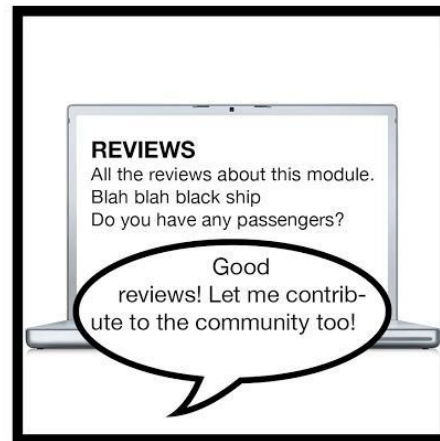 REVIEWS
All the reviews about this module.
Blah blah black ship
Do you have any passengers?
Good
reviews! Let me contrib-
ute to the community too!